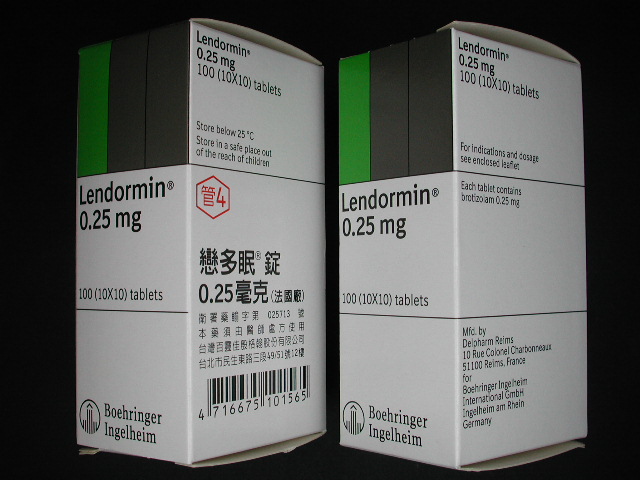 Lendormin®
0.25 mg
100 (10X10) tablets
Store below 25 °C
Store in a safe place out
of the reach of children
Lendormin®
0.25 mg
100 (10X10) tablets
Boehringer
Ingelheim
管4
戀多眠®錠
0.25毫克(法國廠)
衛署藥輸字第 025713 號
本藥須由醫師處方使用
台灣百靈佳殷格翰股份有限公司
台北市民生東路三段49/51號12樓
4 716675 101565
Lendormin®
0.25 mg
100 (10X10) tablets
For indications and dosage
see enclosed leaflet
Lendormin®
0.25 mg
100 (10X10) tablets
Boehringer
Ingelheim
Each tablet contains
brotizolam 0.25 mg
Mfd. by
Delpharm Reims
10 Rue Colonel Charbonneaux
51100 Reims, France
for
Boehringer Ingelheim
International GmbH
Ingelheim am Rhein
Germany